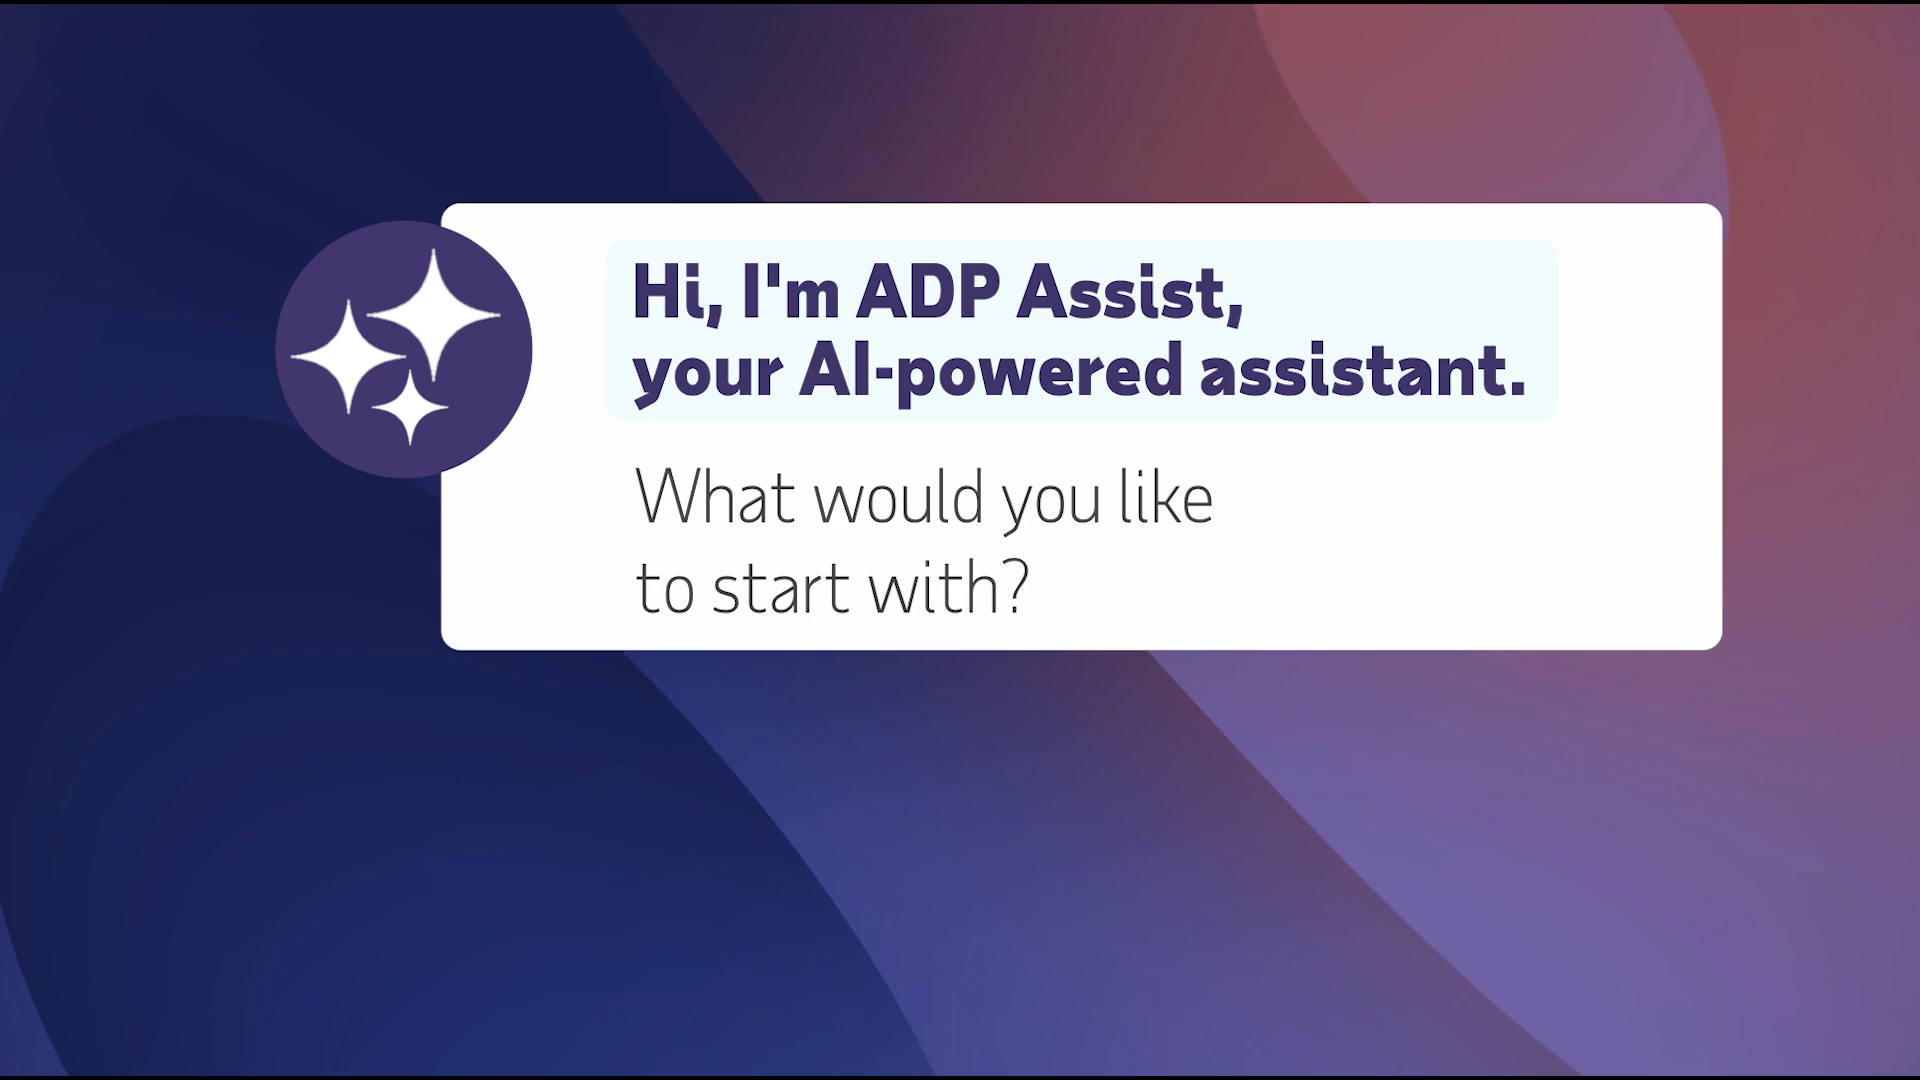 Hi, I'm ADP Assist,
your AI-powered assistant.
What would you like
to start with?